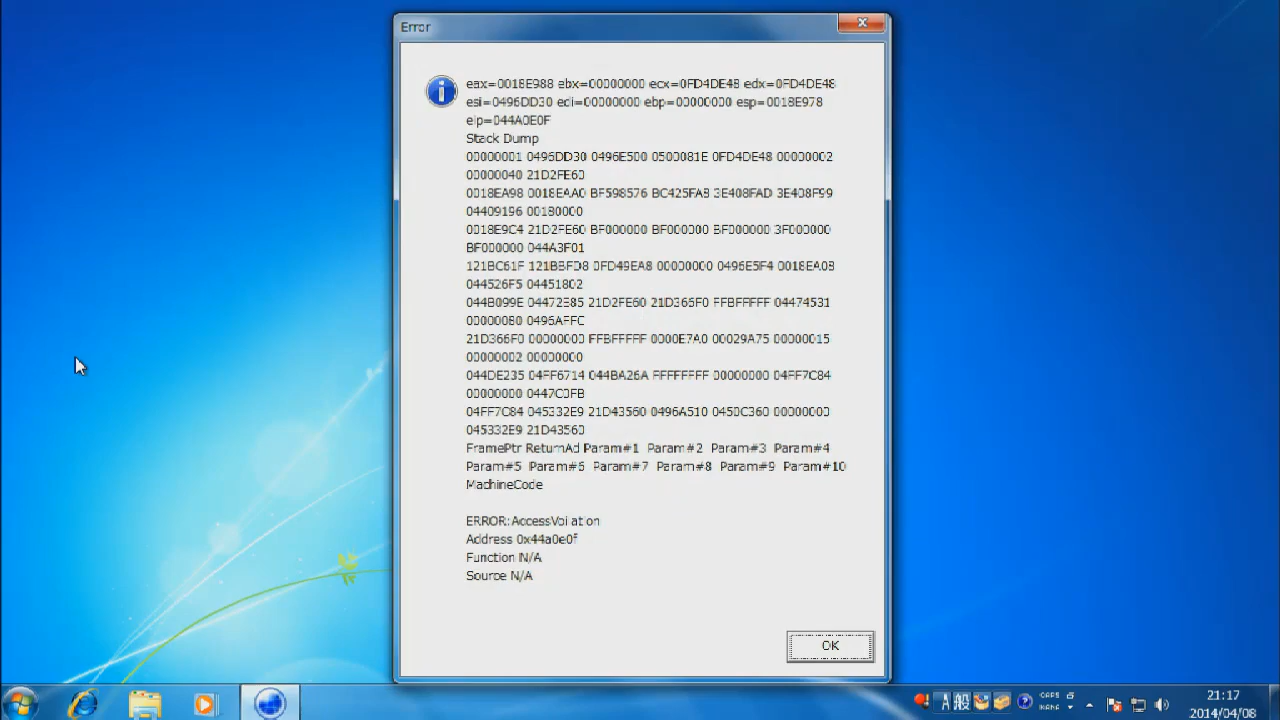 Error
eax=0018E988 ebx=00000000 ecx=0FD4DE48 edx=0FD4DE48
esi=0496DD30 edi=00000000 ebp=00000000 esp=0018E978
eip=044A0E0F
Stack Dump
00000001 0496DD30 0496E500 0500081E 0FD4DE48 00000002
00000040 21D2FE60
0018EA98 0018EAA0 BF598576 BC425FA8 3E408FAD 3E408F99
04409196 00180000
0018E9C4 21D2FE60 BF000000 BF000000 BF000000 3F000000
BF000000 044A3F01
121BC61F 121BBFD8 0FD49EA8 00000000 0496E5F4 0018EA08
044526F5 04451802
044B099E 04472E85 21D2FE60 21D366F0 FFBFFFFF 04474531
00000080 0496AFFC
21D366F0 00000000 FFBFFFFF 0000E7A0 00029A75 00000015
00000002 00000000
044DE235 04FF6714 044BA26A FFFFFFFF 00000000 04FF7C84
00000000 0447C0FB
04FF7C84 045332E9 21D43560 0496A510 0450C360 00000000
045332E9 21D43560
FramePtr ReturnAd Param#1 Param#2 Param#3 Param#4
Param#5 Param#6 Param#7 Param#8 Param#9 Param#10
MachineCode
ERROR:AccessVoilation
Address 0x44a0e0f
Function N/A
Source N/A
OK
A 般
CAPS
KANA
21:17
2014/04/08